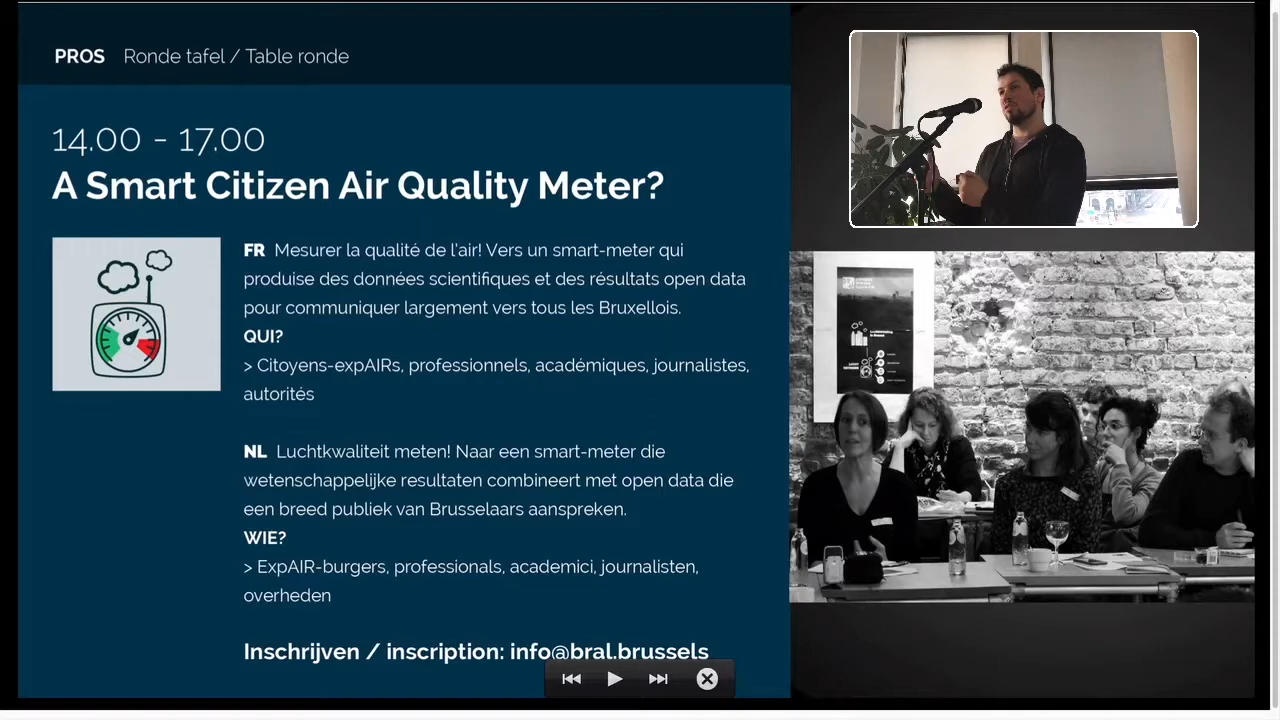 PROS Ronde tafel / Table ronde
14.00 - 17.00
A Smart Citizen Air Quality Meter?
FR Mesurer la qualité de l'air! Vers un smart-meter qui
produise des données scientifiques et des résultats open data
pour communiquer largement vers tous les Bruxellois.
QUI?
> Citoyens-expAIRs, professionnels, académiques, journalistes,
autorités
NL Luchtkwaliteit meten! Naar een smart-meter die
wetenschappelijke resultaten combineert met open data die
een breed publiek van Brusselaars aanspreken.
WIE?
> ExpAIR-burgers, professionals, academici, journalisten,
overheden
Inschrijven / inscription: info@bral.brussels